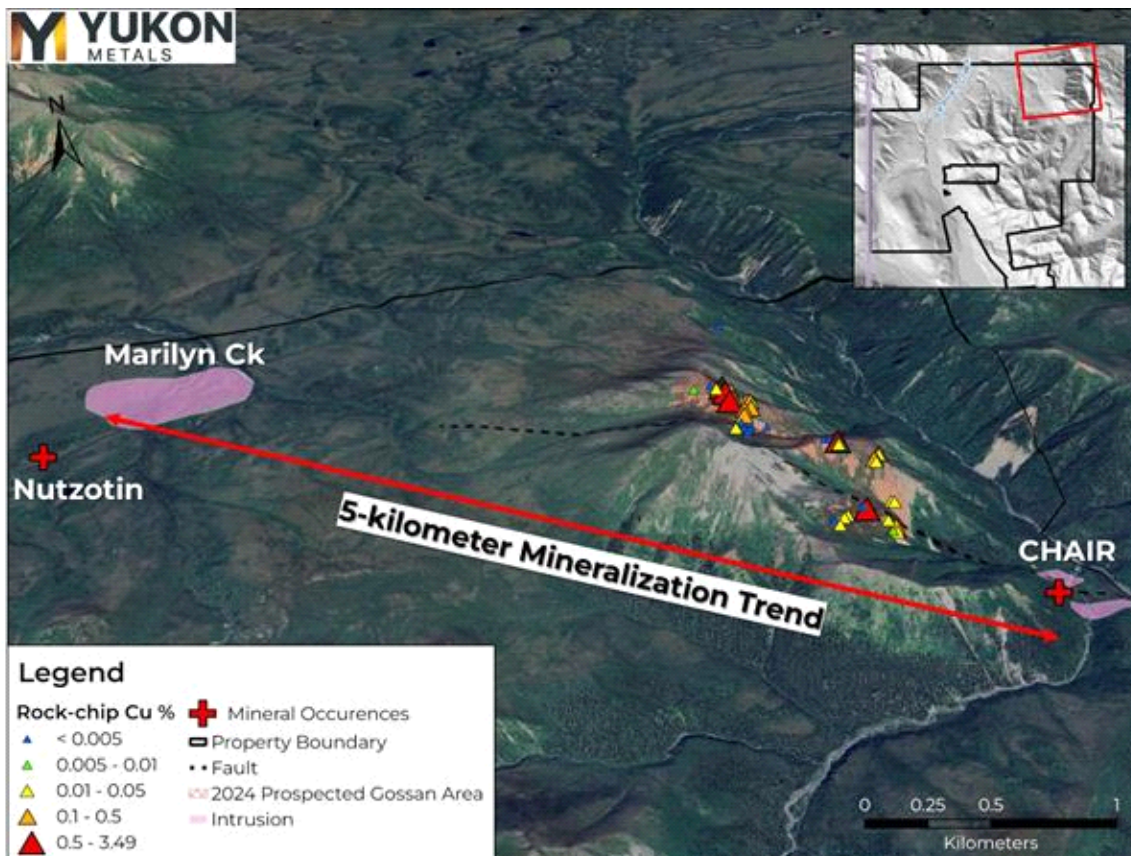 YUKON
METALS
N
Marilyn Ck
Nutzotin
5-kilometer Mineralization Trend
CHAIR
Legend
Rock-chip Cu %
< 0.005
0.005 - 0.01
0.01 - 0.05
0.1 - 0.5
0.5 - 3.49
Mineral Occurences
Property Boundary
Fault
2024 Prospected Gossan Area
Intrusion
0 0.25 0.5 1
Kilometers